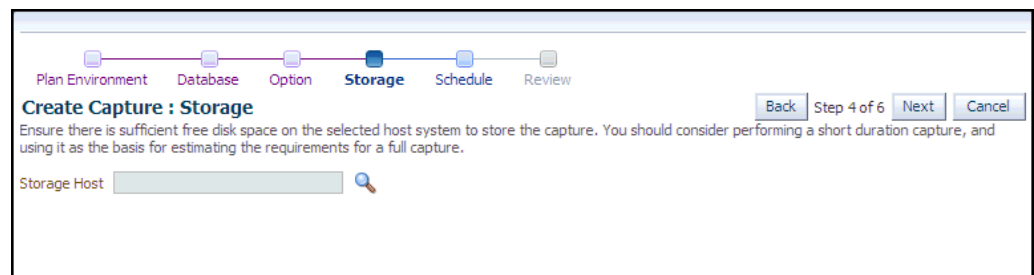 Plan Environment Database Option Storage Schedule Review
Create Capture : Storage
Back Step 4 of 6 Next Cancel
Ensure there is sufficient free disk space on the selected host system to store the capture. You should consider performing a short duration capture, and
using it as the basis for estimating the requirements for a full capture.
Storage Host